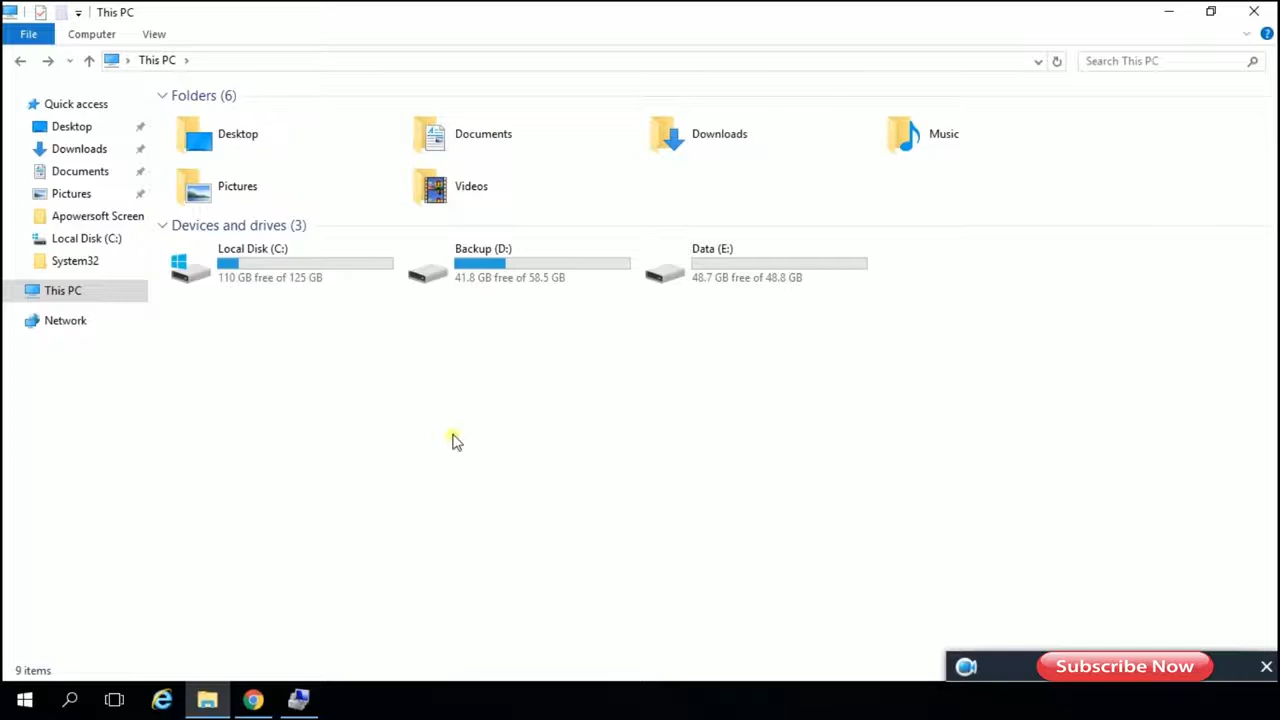 This PC
File Computer View
This PC
Search This PC
Quick access
Desktop
Downloads
Documents
Pictures
Apowersoft Screen
Local Disk (C:)
System32
This PC
Network
Folders (6)
Desktop
Documents
Downloads
Music
Pictures
Videos
Devices and drives (3)
Local Disk (C:)
110 GB free of 125 GB
Backup (D:)
41.8 GB free of 58.5 GB
Data (E:)
48.7 GB free of 48.8 GB
9 items
Subscribe Now